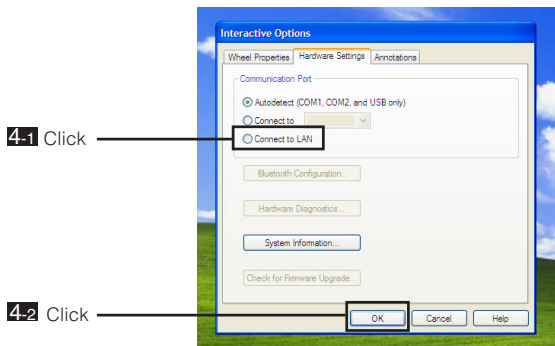 Interactive Options
Wheel Properties Hardware Settings Annotations
Communication Port
Autodetect (COM1, COM2, and USB only)
Connect to
4-1 Click
Connect to LAN
Bluetooth Configuration...
Hardware Diagnostics...
System Information...
Check for Firmware Upgrade...
4-2 Click
OK Cancel Help